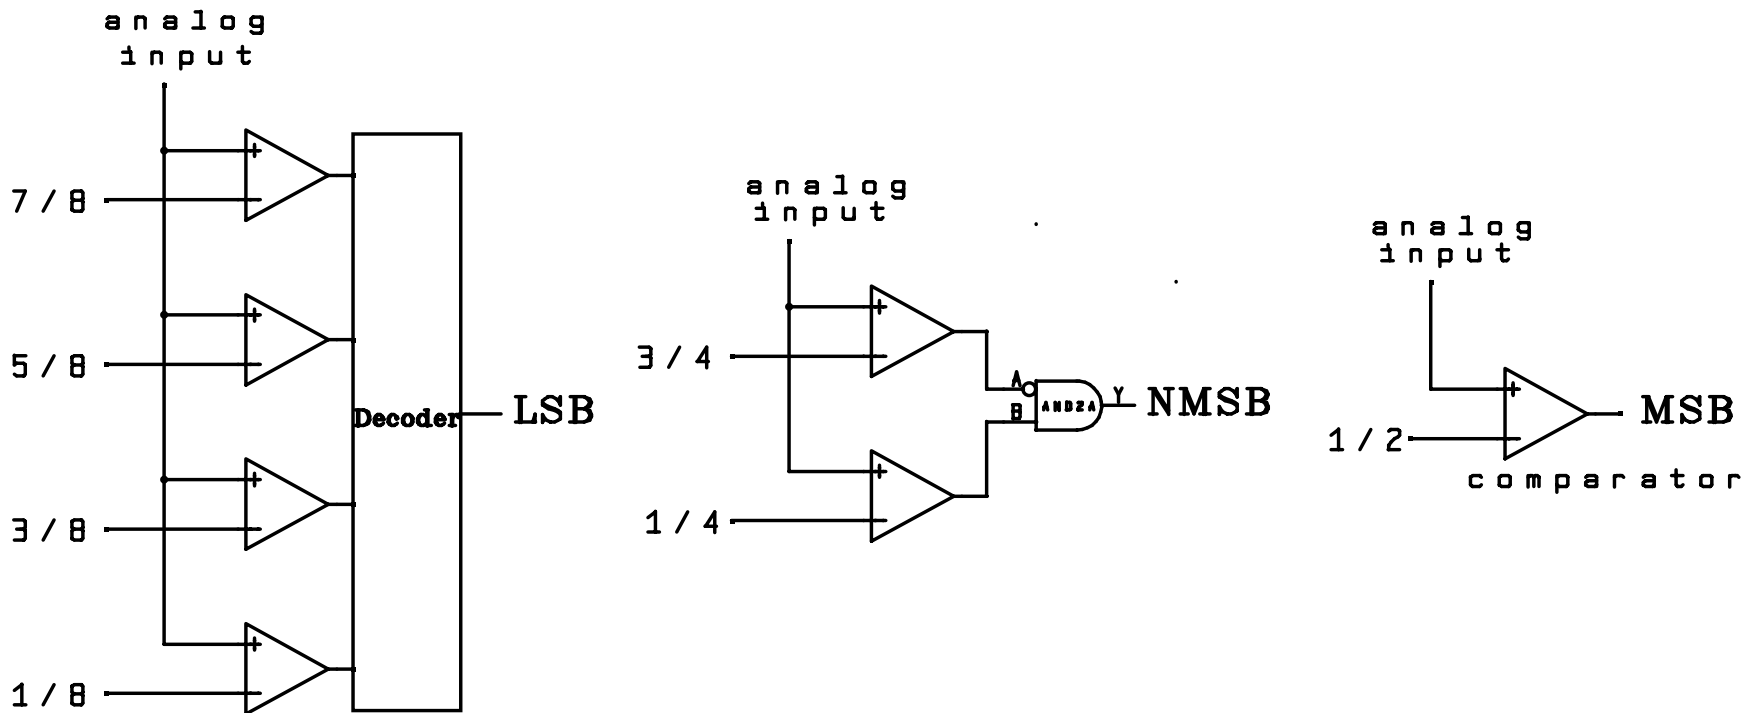 analog
input
7/8
5/8
3/8
1/8
Decoder
LSB
analog
input
3/4
1/4
A
B
AND2A
Y
NMSB
analog
input
1/2
MSB
comparator